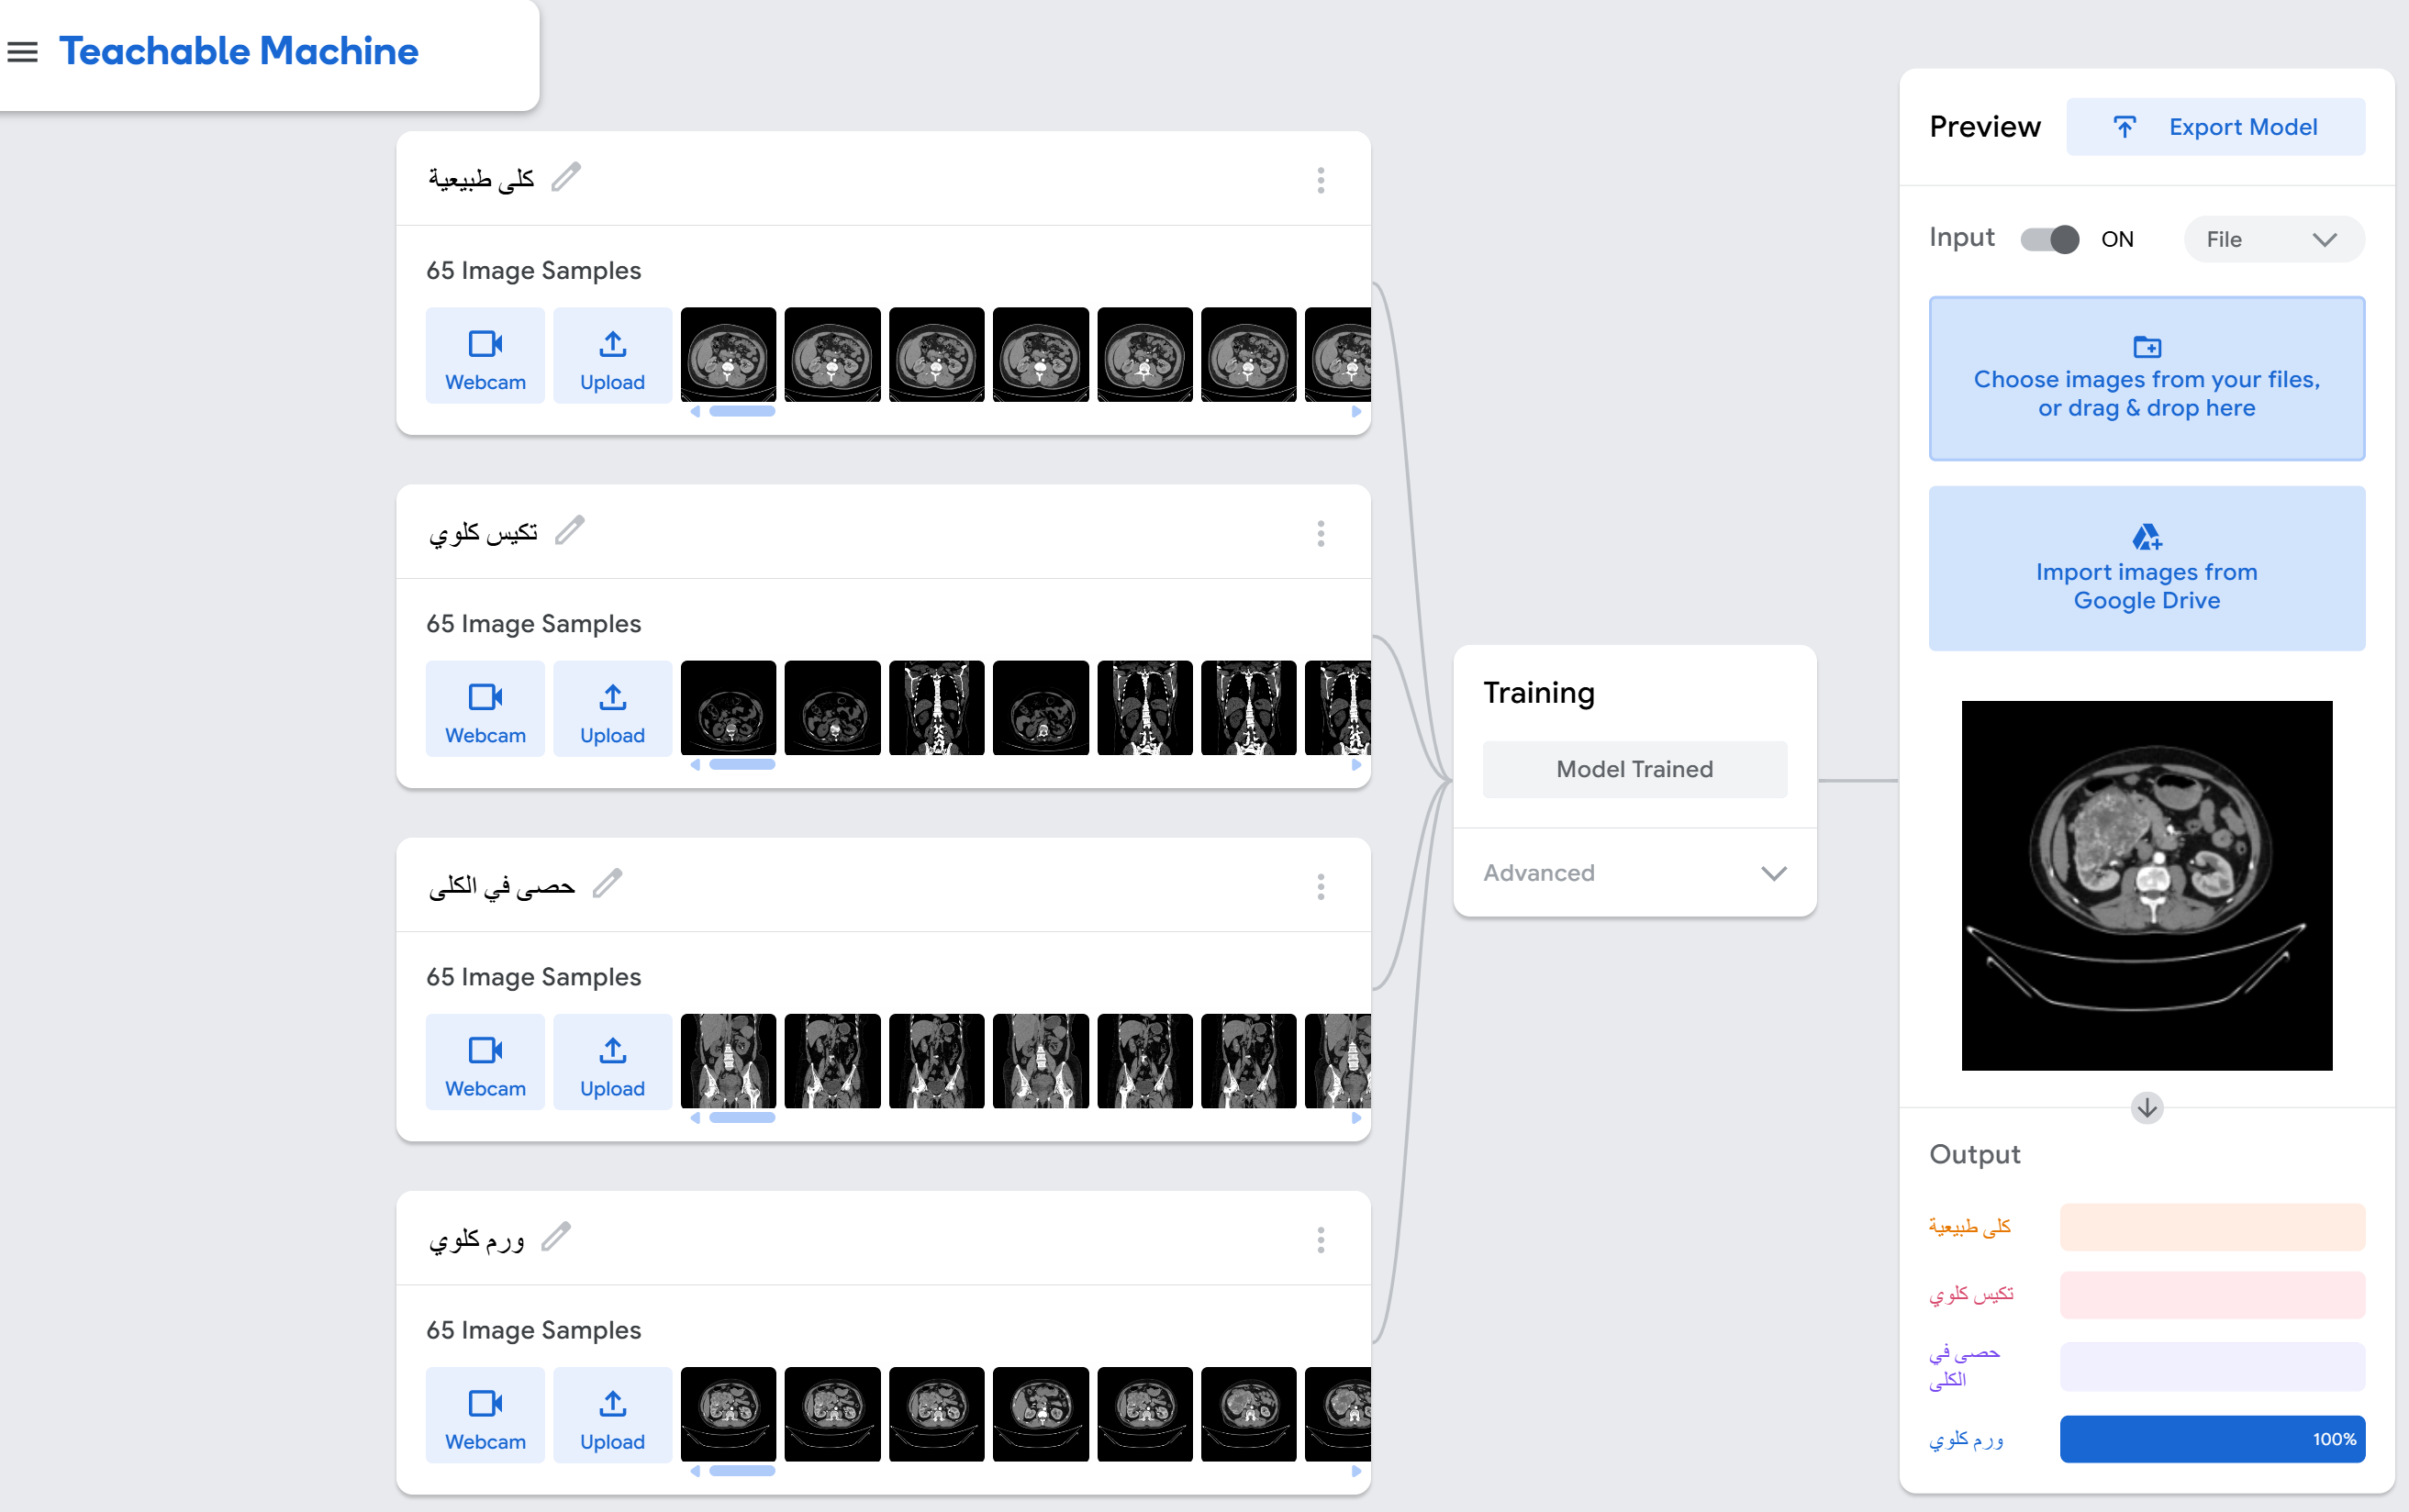 Teachable Machine
كلى طبيعية
65 Image Samples
Webcam
Upload
تكيس كلوي
65 Image Samples
Webcam
Upload
حصى في الكلى
65 Image Samples
Webcam
Upload
ورم كلوي
65 Image Samples
Webcam
Upload
Training
Model Trained
Advanced
Preview
Export Model
Input
ON
File
Choose images from your files,
or drag & drop here
Import images from
Google Drive
Output
كلى طبيعية
تكيس كلوي
حصى في
الكلى
ورم كلوي
100%